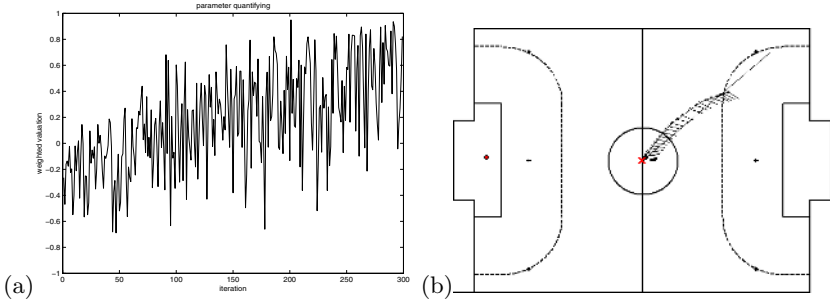 parameter quantifying
1
0.8
0.6
0.4
0.2
0
−0.2
−0.4
−0.6
−0.8
−1
weighted valuation
0 50 100 150 200 250 300
iteration
(a)
(b)